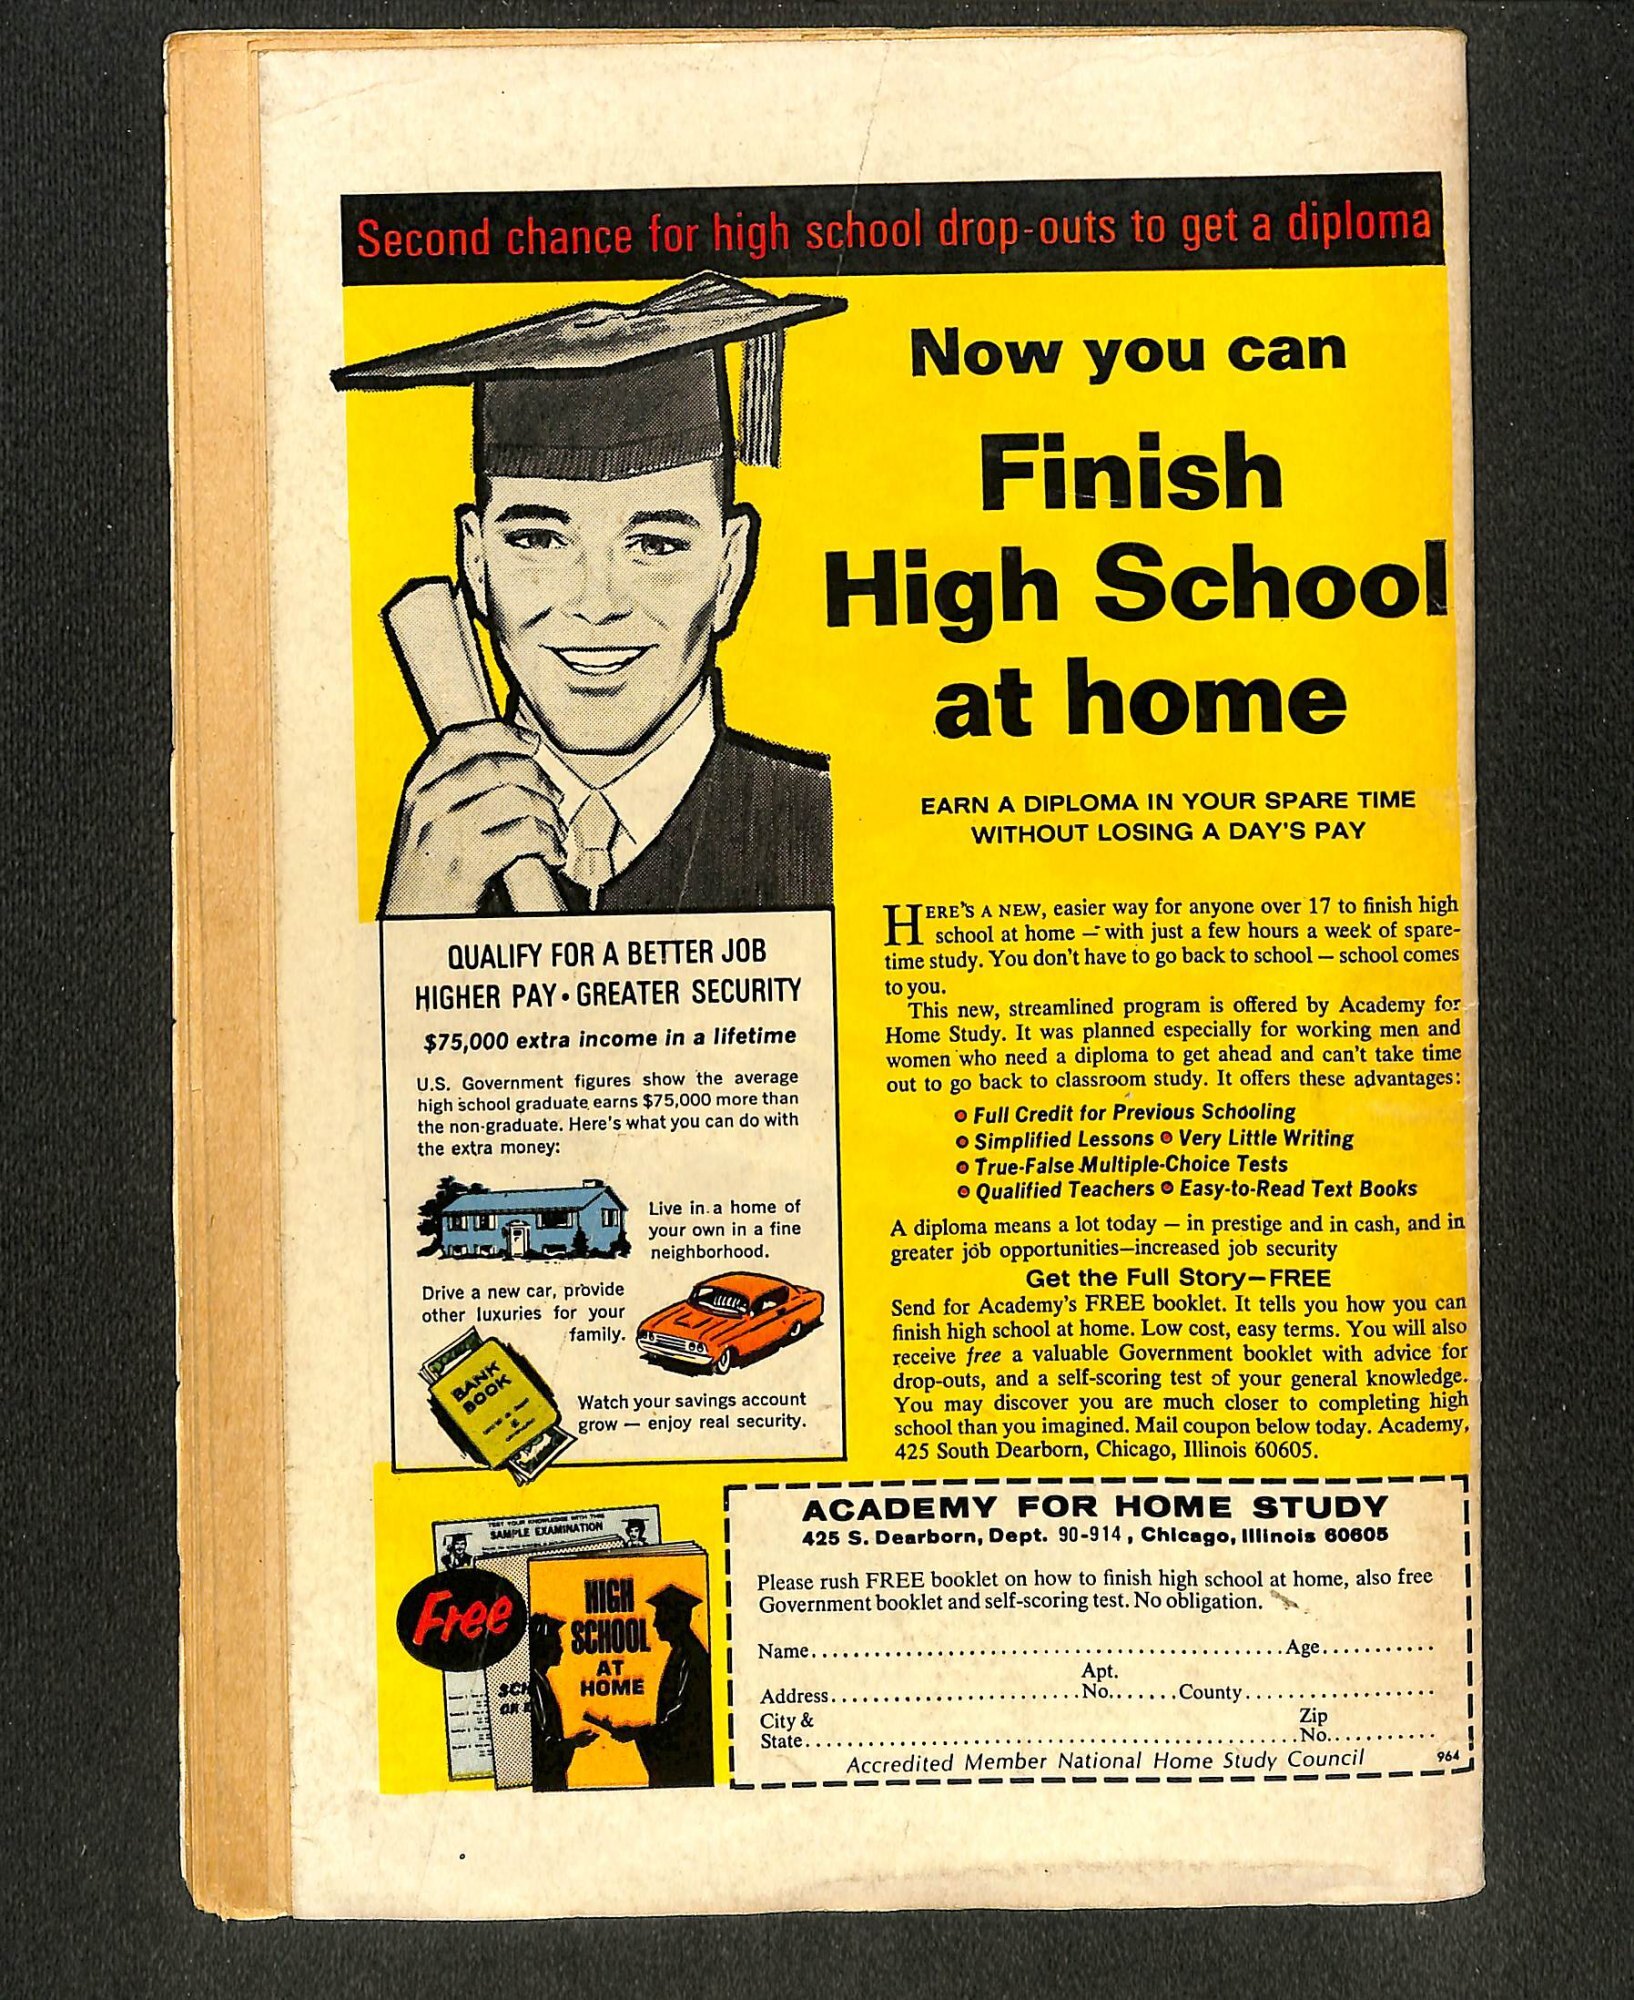 Second chance for high school drop-outs to get a diploma
Now you can
Finish
High School
at home
EARN A DIPLOMA IN YOUR SPARE TIME
WITHOUT LOSING A DAY'S PAY
HERE'S A NEW, easier way for anyone over 17 to finish high
school at home — with just a few hours a week of spare-
time study. You don't have to go back to school — school comes
to you.
This new, streamlined program is offered by Academy for
Home Study. It was planned especially for working men and
women who need a diploma to get ahead and can't take time
out to go back to classroom study. It offers these advantages:
• Full Credit for Previous Schooling
• Simplified Lessons • Very Little Writing
• True-False Multiple-Choice Tests
• Qualified Teachers • Easy-to-Read Text Books
A diploma means a lot today — in prestige and in cash, and in
greater job opportunities—increased job security
Get the Full Story—FREE
Send for Academy's FREE booklet. It tells you how you can
finish high school at home. Low cost, easy terms. You will also
receive free a valuable Government booklet with advice for
drop-outs, and a self-scoring test of your general knowledge.
You may discover you are much closer to completing high
school than you imagined. Mail coupon below today. Academy,
425 South Dearborn, Chicago, Illinois 60605.
QUALIFY FOR A BETTER JOB
HIGHER PAY • GREATER SECURITY
$75,000 extra income in a lifetime
U.S. Government figures show the average
high school graduate earns $75,000 more than
the non-graduate. Here's what you can do with
the extra money:
Live in a home of
your own in a fine
neighborhood.
Drive a new car, provide
other luxuries for your
family.
BANK
BOOK
Watch your savings account
grow — enjoy real security.
TEST YOUR KNOWLEDGE WITH THIS
SAMPLE EXAMINATION
Free
HIGH
SCHOOL
AT
HOME
ACADEMY FOR HOME STUDY
425 S. Dearborn, Dept. 90-914, Chicago, Illinois 60605
Please rush FREE booklet on how to finish high school at home, also free
Government booklet and self-scoring test. No obligation.
Name.............................................Age...........
Address........................Apt. No.......County..................
City & State................................................Zip No...........
Accredited Member National Home Study Council 964